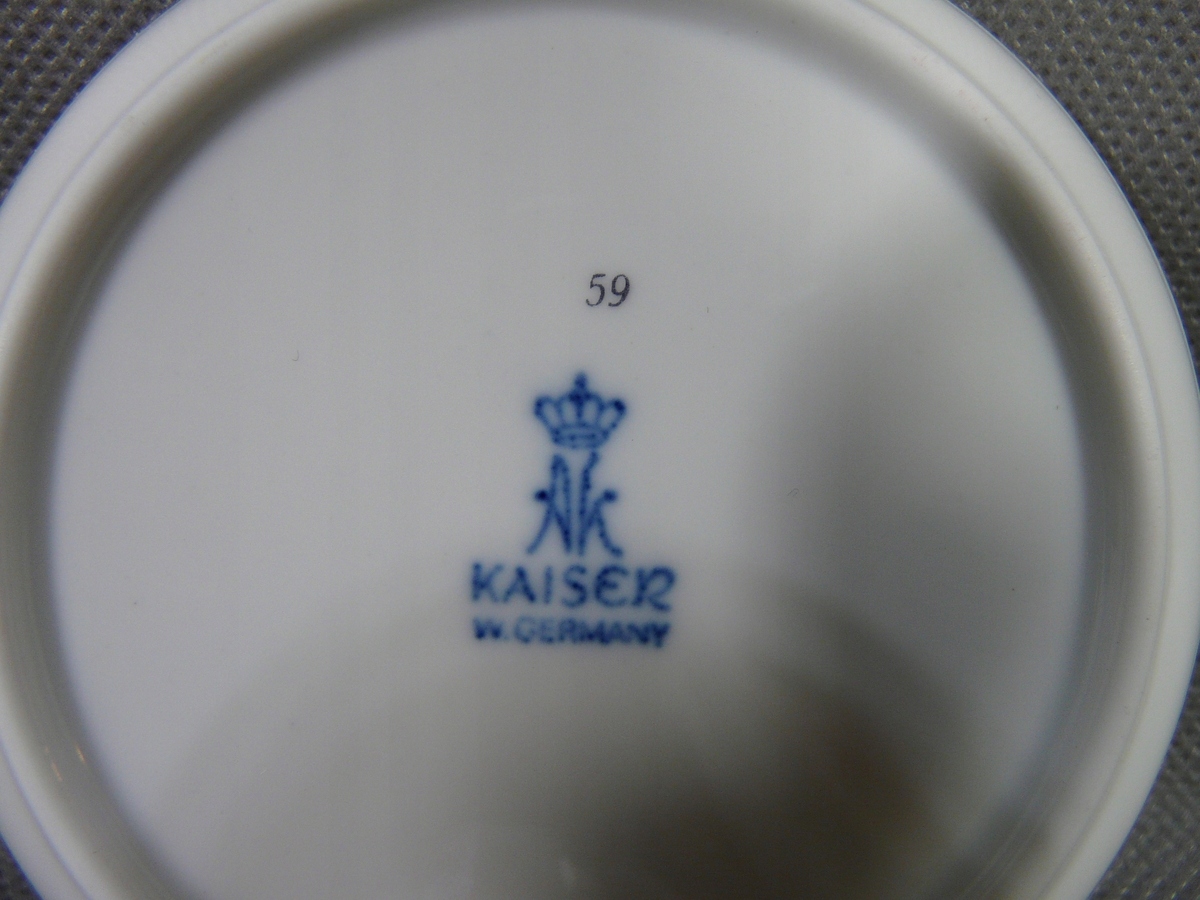 59
AK
KAISER
W. GERMANY